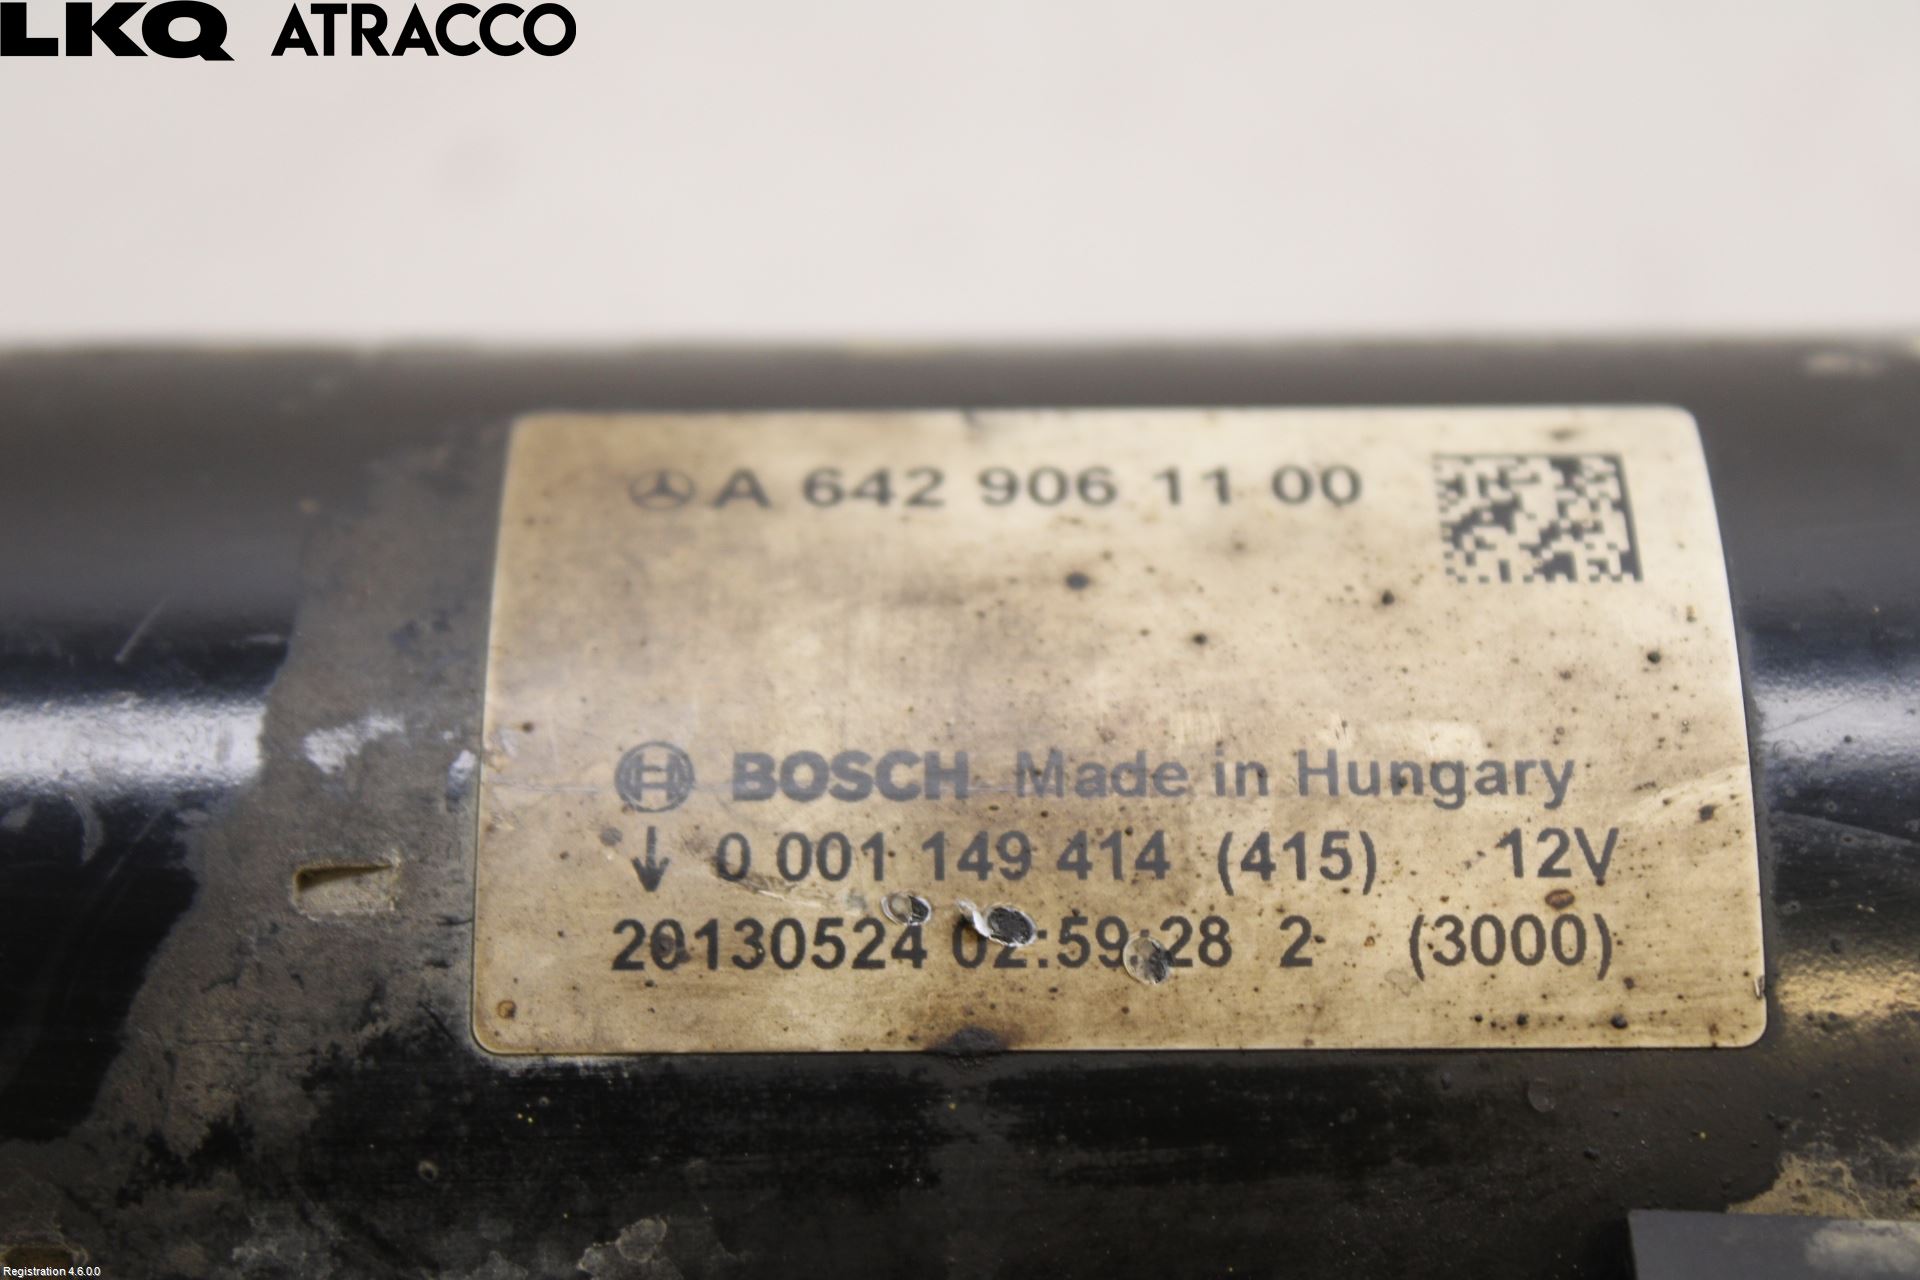 LKQ ATRACCO
A 642 906 11 00
BOSCH Made in Hungary
↓ 0 001 149 414 (415) 12V
20130524 02:59:28 2 (3000)
Registration 4.6.0.0